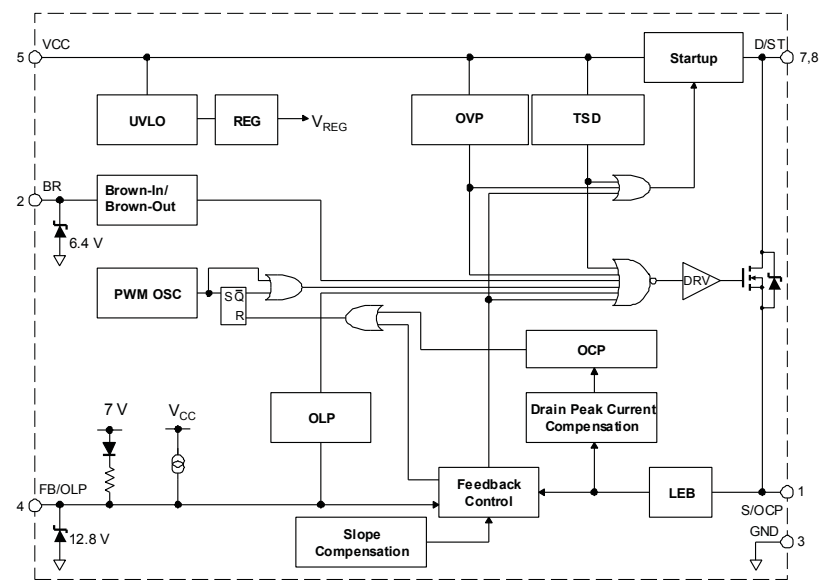 VCC
5
D/ST
7,8
Startup
UVLO
REG
V_REG
OVP
TSD
BR
2
Brown-In/
Brown-Out
6.4 V
PWM OSC
S Q̅
R
DRV
OCP
7 V
V_CC
OLP
Drain Peak Current
Compensation
FB/OLP
4
Feedback
Control
LEB
1
S/OCP
12.8 V
Slope
Compensation
GND
3